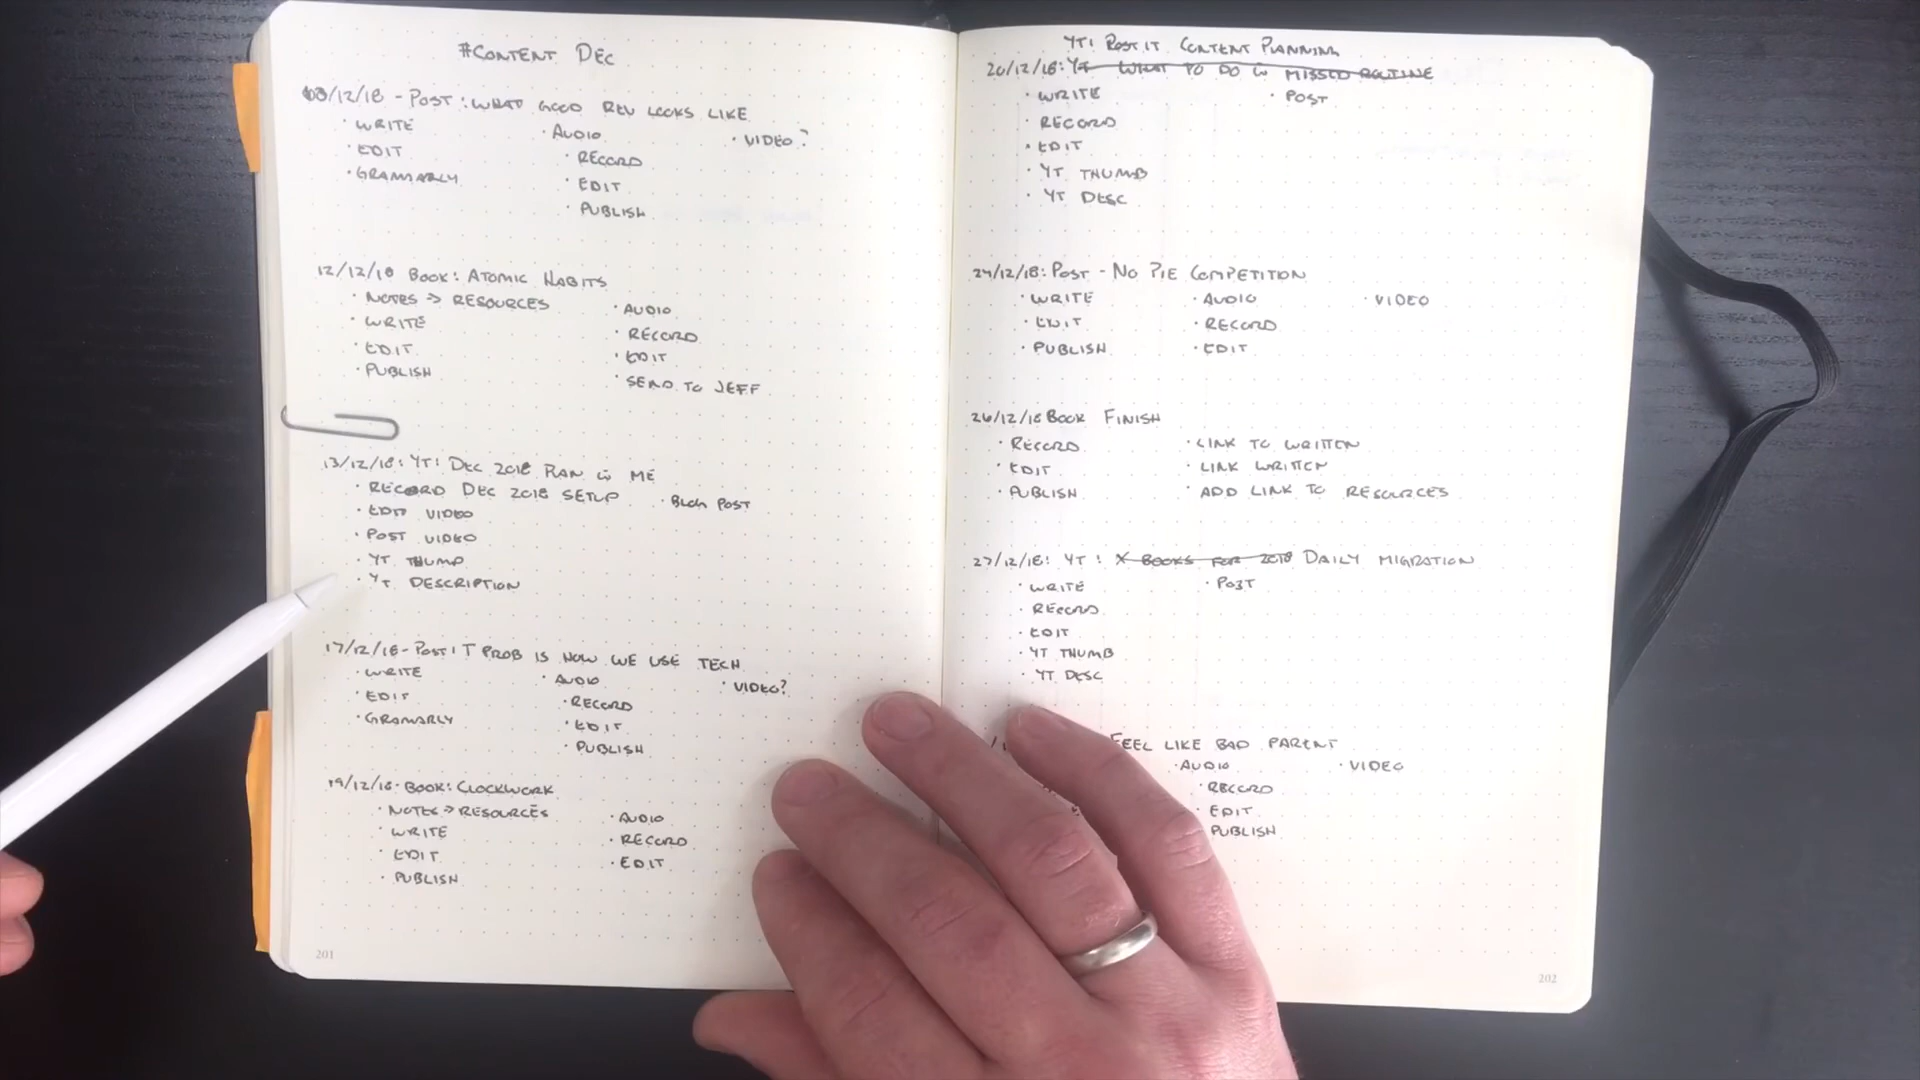 #CONTENT DEC
03/12/18 - POST: WHAT GOOD REV LOOKS LIKE
· WRITE
· EDIT
· GRAMARLY
· AUDIO
· RECORD
· EDIT
· PUBLISH
· VIDEO?
12/12/18 BOOK: ATOMIC HABITS
· NOTES => RESOURCES
· WRITE
· EDIT
· PUBLISH
· AUDIO
· RECORD
· EDIT
· SEND TO JEFF
13/12/18: YT: DEC 2018 PLAN W ME
· RECORD DEC 2018 SETUP
· EDIT VIDEO
· POST VIDEO
· YT THUMP
· YT DESCRIPTION
· BLOG POST
17/12/18 - POST: T PROB IS HOW WE USE TECH
· WRITE
· EDIT
· GRAMARLY
· AUDIO
· RECORD
· EDIT
· PUBLISH
· VIDEO?
19/12/18 - BOOK: CLOCKWORK
· NOTES => RESOURCES
· WRITE
· EDIT
· PUBLISH
· AUDIO
· RECORD
· EDIT
201
YT: POST IT CONTENT PLANNING
20/12/18: YT WHAT TO DO W MISSED ROUTINE
· WRITE
· RECORD
· EDIT
· YT THUMB
· YT DESC
· POST
24/12/18: POST - NO PIE COMPETITION
· WRITE
· EDIT
· PUBLISH
· AUDIO
· RECORD
· EDIT
· VIDEO
26/12/18 BOOK FINISH
· RECORD
· EDIT
· PUBLISH
· LINK TO WRITTEN
· LINK WRITTEN
· ADD LINK TO RESOURCES
27/12/18: YT: X BOOKS FOR 2018 DAILY MIGRATION
· WRITE
· RECORD
· EDIT
· YT THUMB
· YT DESC
· POST
FEEL LIKE BAD PARENT
· AUDIO
· RECORD
· EDIT
PUBLISH
· VIDEO
202